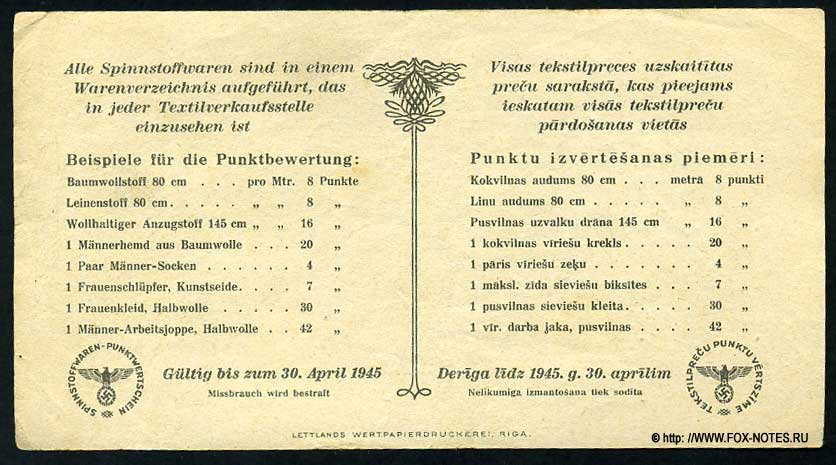 Alle Spinnstoffwaren sind in einem
Warenverzeichnis aufgeführt, das
in jeder Textilverkaufsstelle
einzusehen ist
Beispiele für die Punktbewertung:
Baumwollstoff 80 cm . . . pro Mtr. 8 Punkte
Leinenstoff 80 cm . . . . . „ „ 8 „
Wollhaltiger Anzugstoff 145 cm „ „ 16 „
1 Männerhemd aus Baumwolle . . . 20 „
1 Paar Männer-Socken . . . . . . 4 „
1 Frauenschlüpfer, Kunstseide . . . . 7 „
1 Frauenkleid, Halbwolle . . . . . 30 „
1 Männer-Arbeitsjoppe, Halbwolle . . 42 „
SPINNSTOFFWAREN-PUNKTWERTSCHEIN
Gültig bis zum 30. April 1945
Missbrauch wird bestraft
Visas tekstilpreces uzskaitītas
preču sarakstā, kas pieejams
ieskatam visās tekstilpreču
pārdošanas vietās
Punktu izvērtēšanas piemēri:
Kokvilnas audums 80 cm . . . . metrā 8 punkti
Linu audums 80 cm . . . . . . „ 8 „
Pusvilnas uzvalku drāna 145 cm „ 16 „
1 kokvilnas vīriešu krekls . . . . . 20 „
1 pāris vīriešu zeķu . . . . . . . 4 „
1 māksl. zīda sieviešu biksītes . . . 7 „
1 pusvilnas sieviešu kleita . . . . . 30 „
1 vīr. darba jaka, pusvilnas . . . . 42 „
Derīga līdz 1945. g. 30. aprīlim
Nelikumīga izmantošana tiek sodīta
TEKSTILPREČU PUNKTU VĒRTSZĪME
LETTLANDS WERTPAPIERDRUCKEREI, RIGA.
© http: //WWW.FOX-NOTES.RU